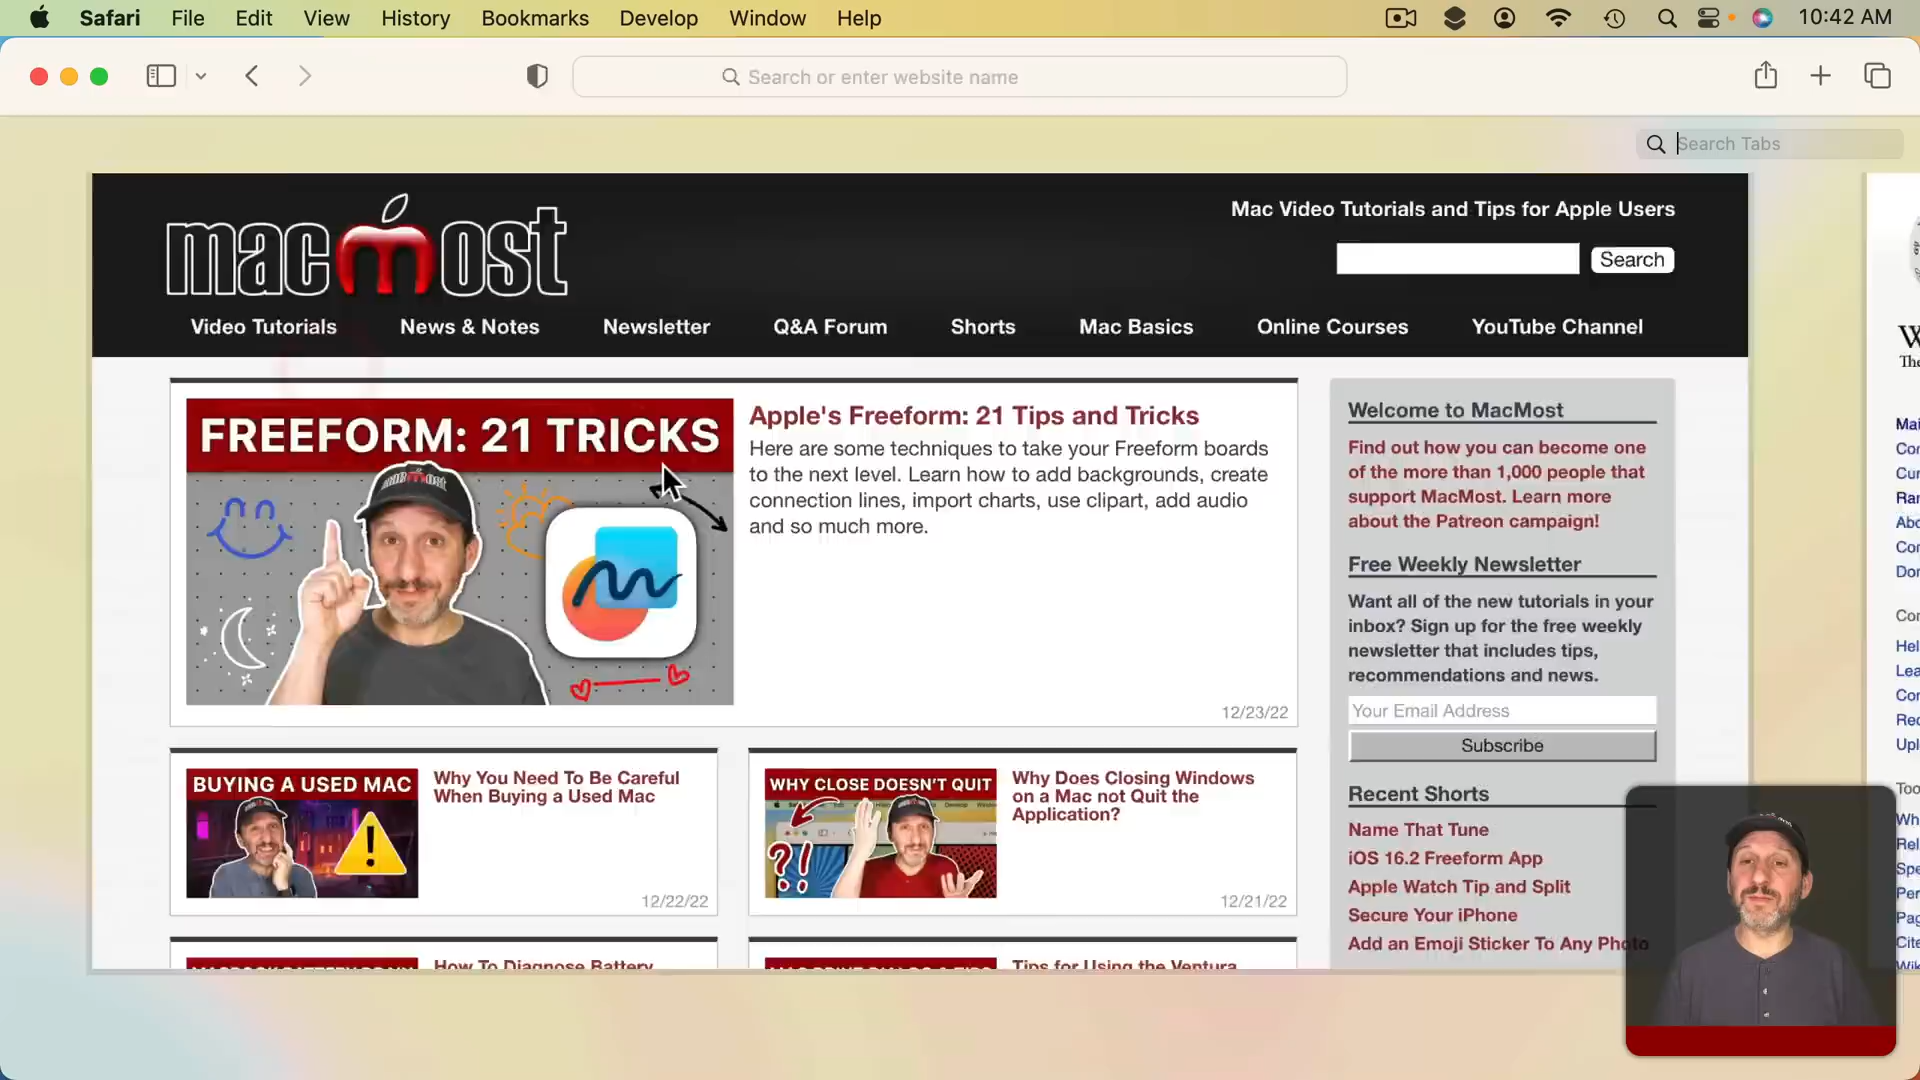 Safari File Edit View History Bookmarks Develop Window Help 10:42 AM
Search or enter website name
Search Tabs
macmost
Mac Video Tutorials and Tips for Apple Users
Search
Video Tutorials News & Notes Newsletter Q&A Forum Shorts Mac Basics Online Courses YouTube Channel
FREEFORM: 21 TRICKS
Apple's Freeform: 21 Tips and Tricks
Here are some techniques to take your Freeform boards
to the next level. Learn how to add backgrounds, create
connection lines, import charts, use clipart, add audio
and so much more.
12/23/22
BUYING A USED MAC
Why You Need To Be Careful
When Buying a Used Mac
12/22/22
WHY CLOSE DOESN'T QUIT
Why Does Closing Windows
on a Mac not Quit the
Application?
12/21/22
How To Diagnose Battery
Tips for Using the Ventura
Welcome to MacMost
Find out how you can become one
of the more than 1,000 people that
support MacMost. Learn more
about the Patreon campaign!
Free Weekly Newsletter
Want all of the new tutorials in your
inbox? Sign up for the free weekly
newsletter that includes tips,
recommendations and news.
Your Email Address
Subscribe
Recent Shorts
Name That Tune
iOS 16.2 Freeform App
Apple Watch Tip and Split
Secure Your iPhone
Add an Emoji Sticker To Any Photo